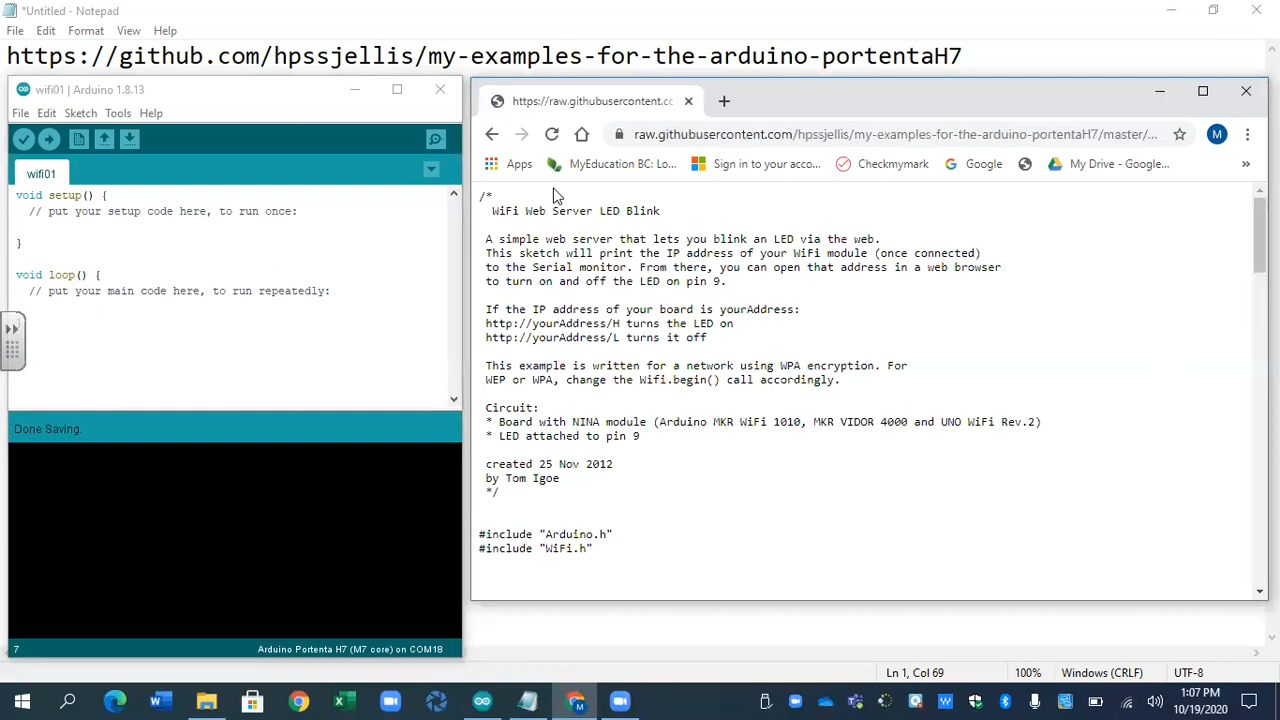 *Untitled - Notepad
File Edit Format View Help
https://github.com/hpssjellis/my-examples-for-the-arduino-portentaH7
wifi01 | Arduino 1.8.13
File Edit Sketch Tools Help
wifi01
void setup() {
// put your setup code here, to run once:
}
void loop() {
// put your main code here, to run repeatedly:
Done Saving.
7
Arduino Portenta H7 (M7 core) on COM18
https://raw.githubusercontent.cc
raw.githubusercontent.com/hpssjellis/my-examples-for-the-arduino-portentaH7/master/...
M
Apps MyEducation BC: Lo... Sign in to your acco... Checkmymark Google My Drive - Google...
/*
WiFi Web Server LED Blink
A simple web server that lets you blink an LED via the web.
This sketch will print the IP address of your WiFi module (once connected)
to the Serial monitor. From there, you can open that address in a web browser
to turn on and off the LED on pin 9.
If the IP address of your board is yourAddress:
http://yourAddress/H turns the LED on
http://yourAddress/L turns it off
This example is written for a network using WPA encryption. For
WEP or WPA, change the Wifi.begin() call accordingly.
Circuit:
* Board with NINA module (Arduino MKR WiFi 1010, MKR VIDOR 4000 and UNO WiFi Rev.2)
* LED attached to pin 9
created 25 Nov 2012
by Tom Igoe
*/
#include "Arduino.h"
#include "WiFi.h"
Ln 1, Col 69 100% Windows (CRLF) UTF-8
1:07 PM
10/19/2020